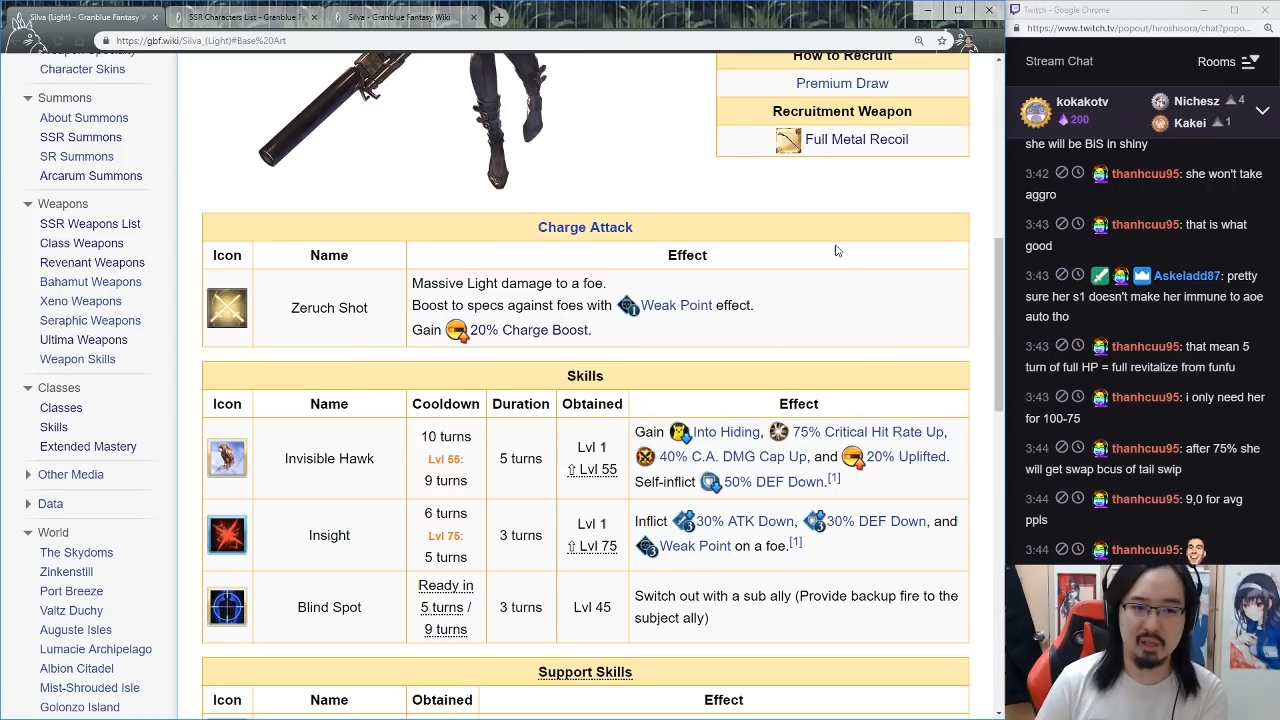 Silva (Light) - Granblue Fantasy
SSR Characters List - Granblue F
Silva - Granblue Fantasy Wiki
Twitch - Google Chrome
https://gbf.wiki/Silva_(Light)#Base%20Art
https://www.twitch.tv/popout/hiroshisora/chat?popo...
Character Skins
Summons
About Summons
SSR Summons
SR Summons
Arcarum Summons
Weapons
SSR Weapons List
Class Weapons
Revenant Weapons
Bahamut Weapons
Xeno Weapons
Seraphic Weapons
Ultima Weapons
Weapon Skills
Classes
Classes
Skills
Extended Mastery
Other Media
Data
World
The Skydoms
Zinkenstill
Port Breeze
Valtz Duchy
Auguste Isles
Lumacie Archipelago
Albion Citadel
Mist-Shrouded Isle
Golonzo Island
How to Recruit
Premium Draw
Recruitment Weapon
Full Metal Recoil
Charge Attack
Icon Name Effect
Zeruch Shot
Massive Light damage to a foe.
Boost to specs against foes with Weak Point effect.
Gain 20% Charge Boost.
Skills
Icon Name Cooldown Duration Obtained Effect
Invisible Hawk
10 turns
Lvl 55:
9 turns
5 turns
Lvl 1
⇧ Lvl 55
Gain Into Hiding, 75% Critical Hit Rate Up,
40% C.A. DMG Cap Up, and 20% Uplifted.
Self-inflict 50% DEF Down.[1]
Insight
6 turns
Lvl 75:
5 turns
3 turns
Lvl 1
⇧ Lvl 75
Inflict 30% ATK Down, 30% DEF Down, and
Weak Point on a foe.[1]
Blind Spot
Ready in
5 turns /
9 turns
3 turns
Lvl 45
Switch out with a sub ally (Provide backup fire to the
subject ally)
Support Skills
Icon Name Obtained Effect
Stream Chat
Rooms
kokakotv
200
Nichesz 4
Kakei 1
she will be BiS in shiny
3:42 thanhcuu95: she won't take
aggro
3:43 thanhcuu95: that is what
good
3:43 Askeladd87: pretty
sure her s1 doesn't make her immune to aoe
auto tho
3:43 thanhcuu95: that mean 5
turn of full HP = full revitalize from funfu
3:43 thanhcuu95: i only need her
for 100-75
3:44 thanhcuu95: after 75% she
will get swap bcus of tail swip
3:44 thanhcuu95: 9,0 for avg
ppls
3:44 thanhcuu95: